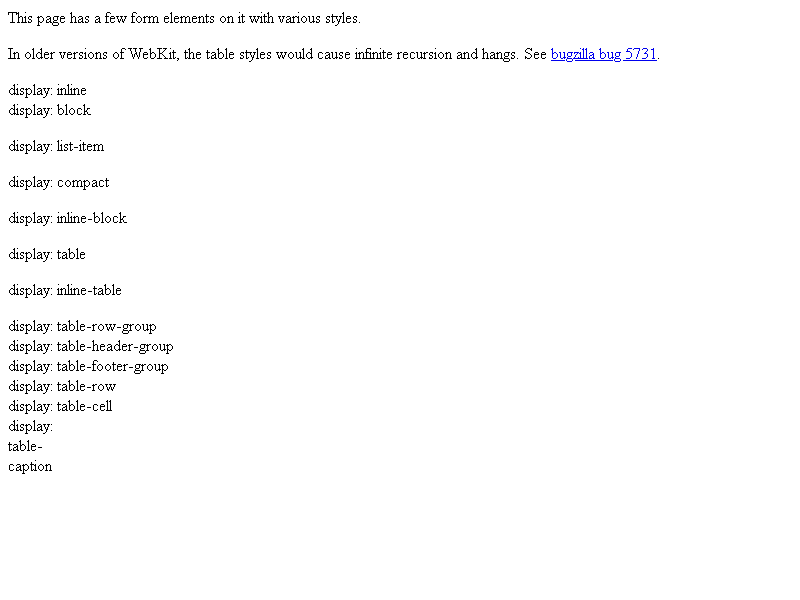 This page has a few form elements on it with various styles.
In older versions of WebKit, the table styles would cause infinite recursion and hangs. See bugzilla bug 5731.
display: inline
display: block
display: list-item
display: compact
display: inline-block
display: table
display: inline-table
display: table-row-group
display: table-header-group
display: table-footer-group
display: table-row
display: table-cell
display:
table-
caption